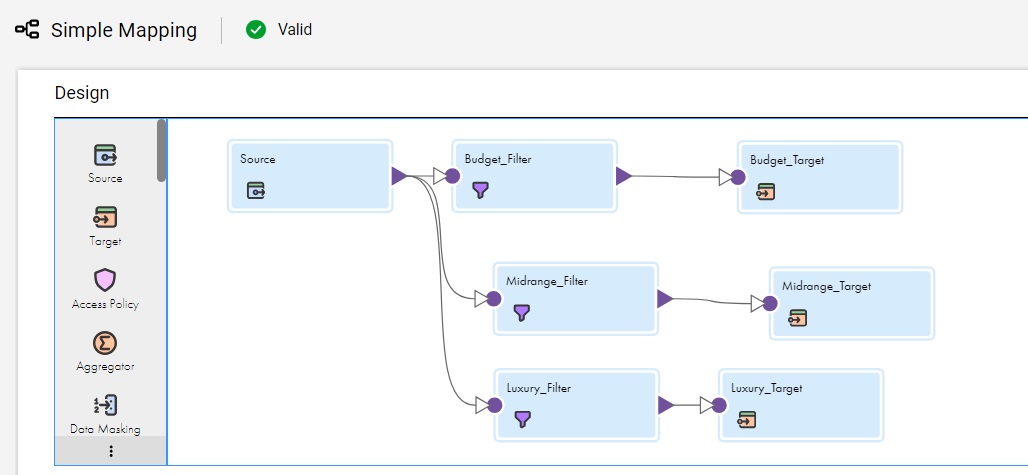 Simple Mapping
Valid
Design
Source
Target
Access Policy
Aggregator
Data Masking
Source
Budget_Filter
Budget_Target
Midrange_Filter
Midrange_Target
Luxury_Filter
Luxury_Target